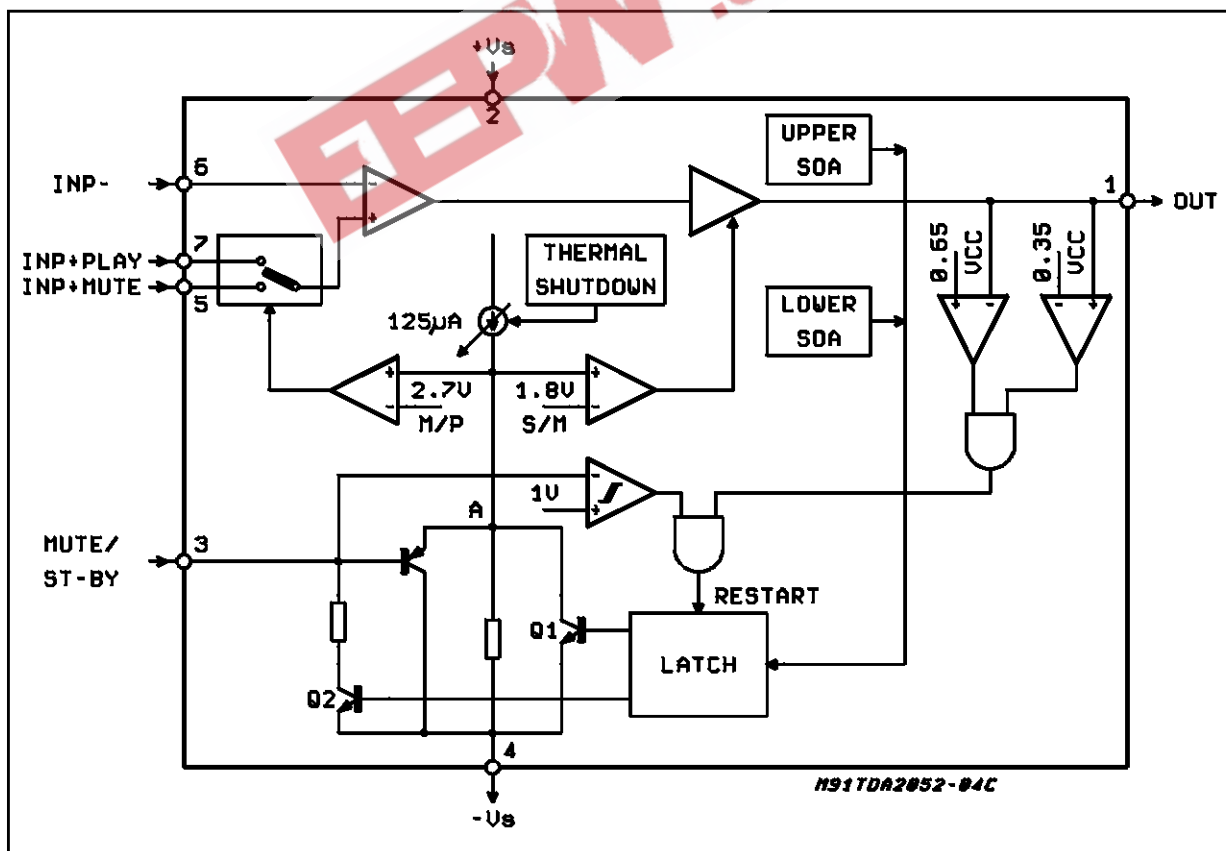 EEPW
+Vs
2
UPPER
SOA
6
INP-
-
+
1
OUT
7
INP+PLAY
INP+MUTE
5
THERMAL
SHUTDOWN
0.65
VCC
0.35
VCC
LOWER
SOA
125µA
+
-
+
-
+
2.7V
-
M/P
+
1.8V
-
S/M
-
1V
+
A
MUTE/
ST-BY
3
RESTART
Q1
LATCH
Q2
4
-Vs
M91TDA2052-04C